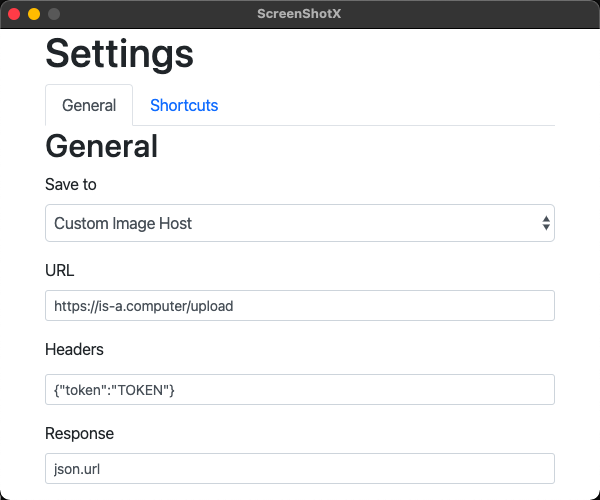 ScreenShotX
Settings
General Shortcuts
General
Save to
Custom Image Host
URL
https://is-a.computer/upload
Headers
{"token":"TOKEN"}
Response
json.url